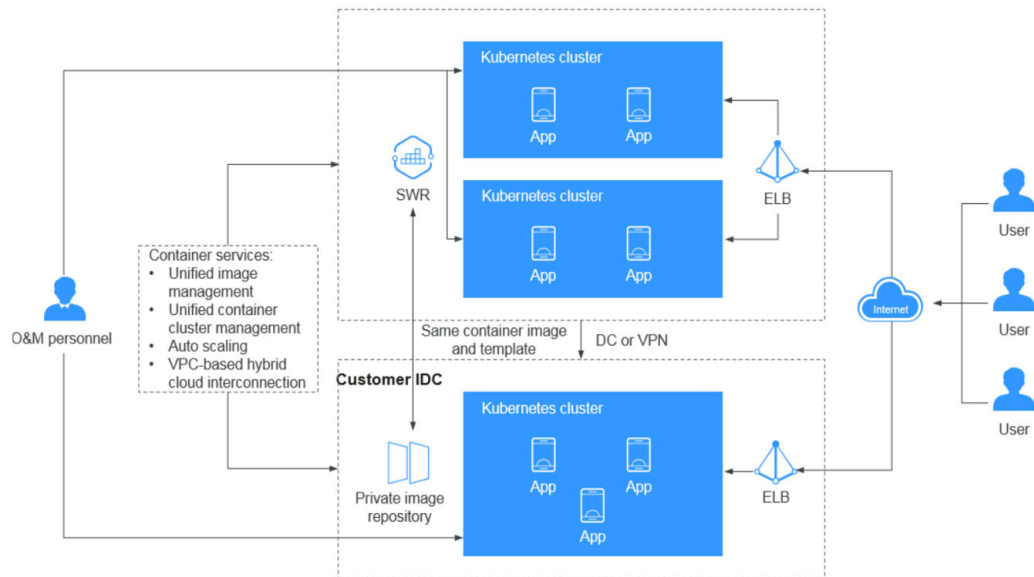 Kubernetes cluster
App
App
SWR
Kubernetes cluster
App
App
ELB
User
Container services:
• Unified image
management
• Unified container
cluster management
• Auto scaling
• VPC-based hybrid
cloud interconnection
O&M personnel
Internet
User
Same container image
and template
DC or VPN
Customer IDC
Kubernetes cluster
App
App
App
Private image
repository
ELB
User